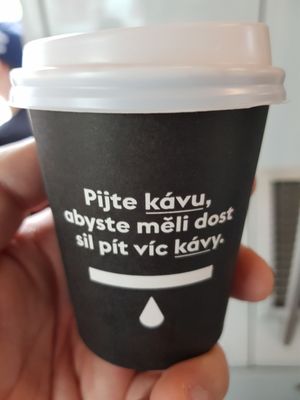 Pijte kávu,
abyste měli dost
sil pít víc kávy.